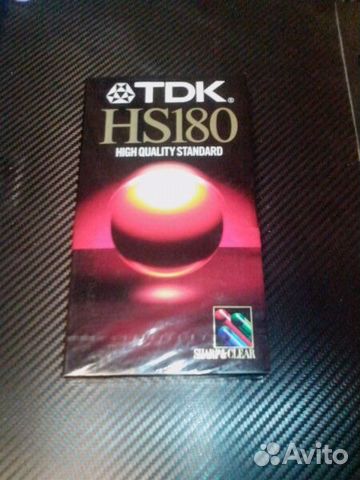 TDK®
HS180
HIGH QUALITY STANDARD
SHARP & CLEAR
Avito